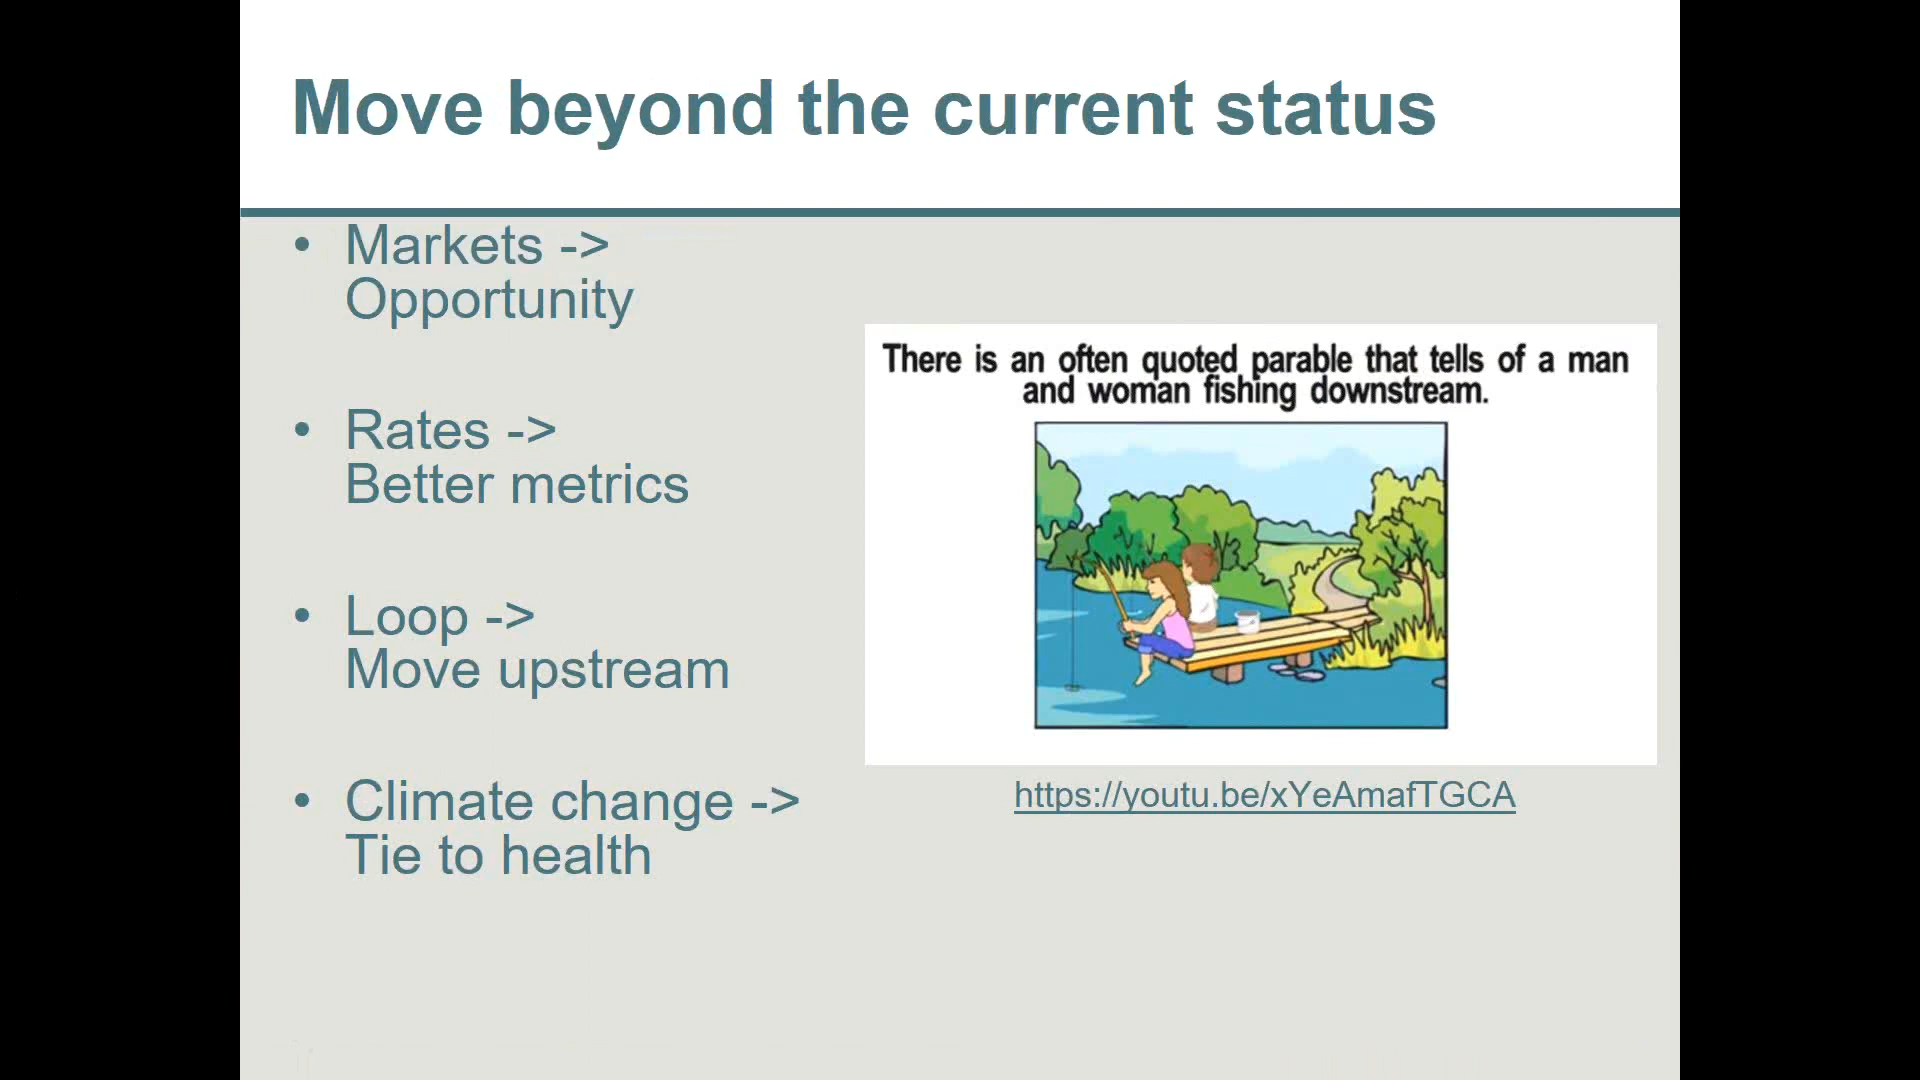 Move beyond the current status
• Markets ->
Opportunity
• Rates ->
Better metrics
• Loop ->
Move upstream
• Climate change ->
Tie to health
There is an often quoted parable that tells of a man
and woman fishing downstream.
https://youtu.be/xYeAmafTGCA